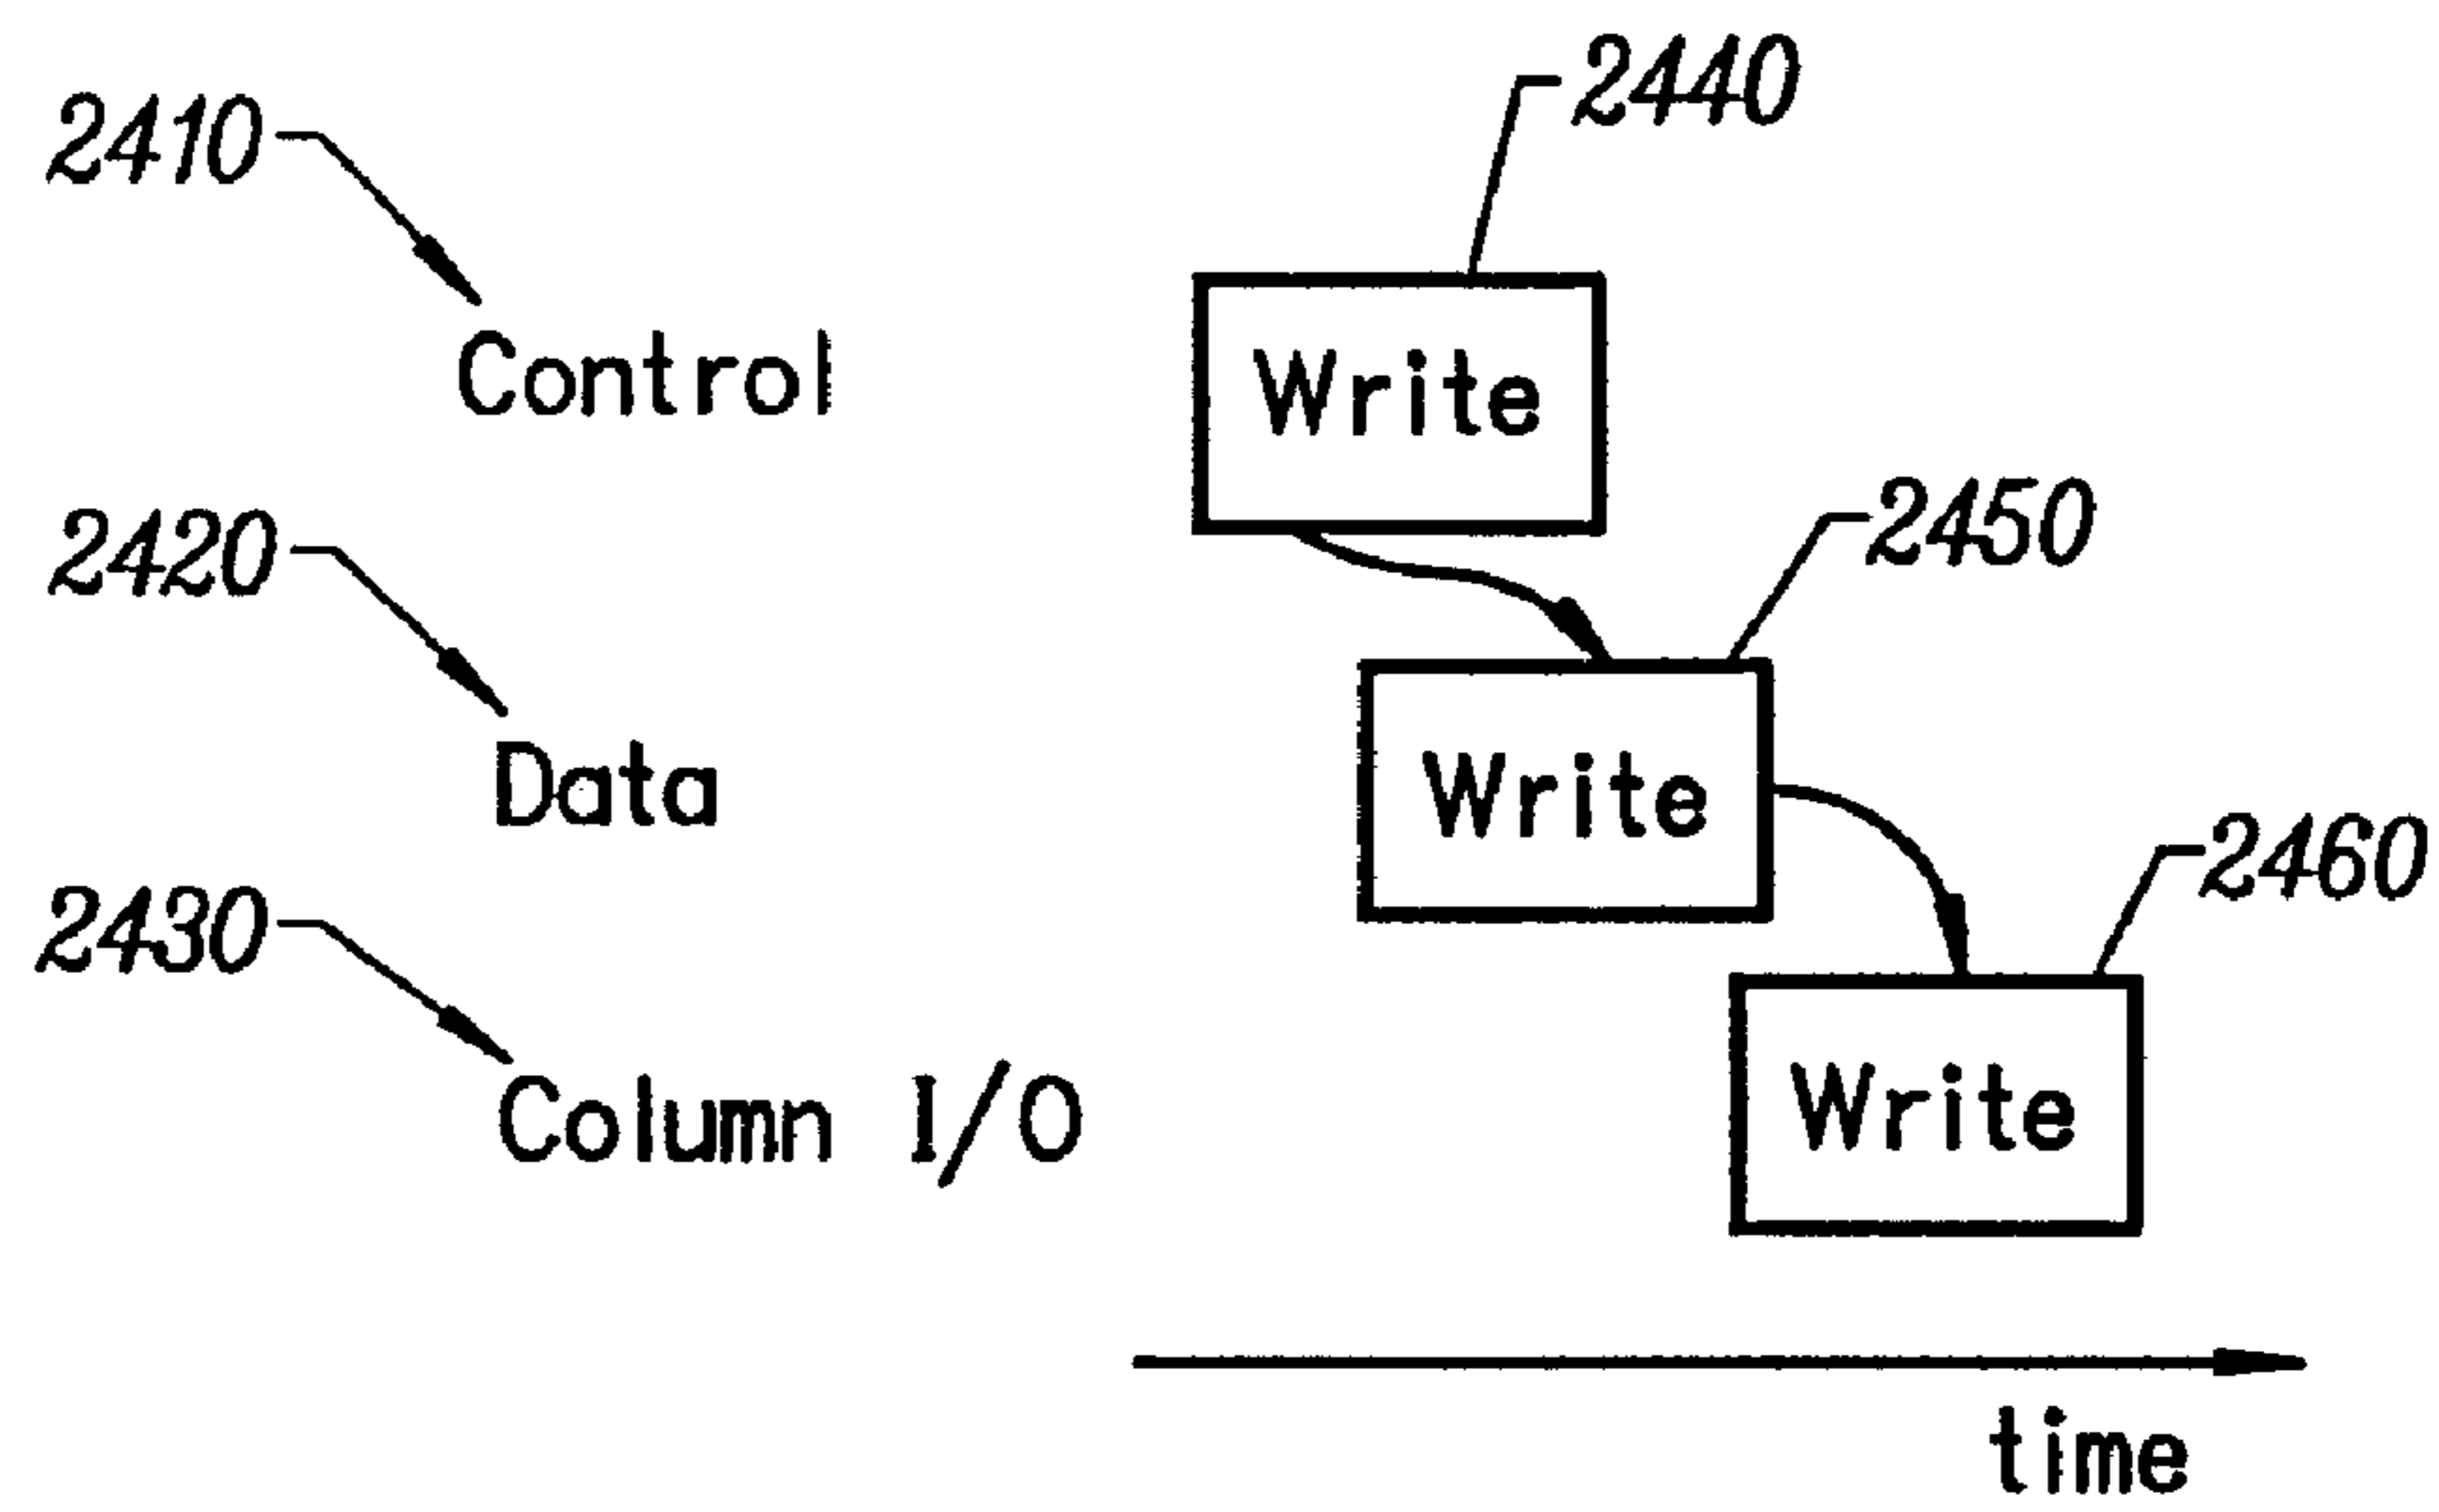 2440
2410
Control
Write
2450
2420
Data
Write
2460
2430
Column I/O
Write
time